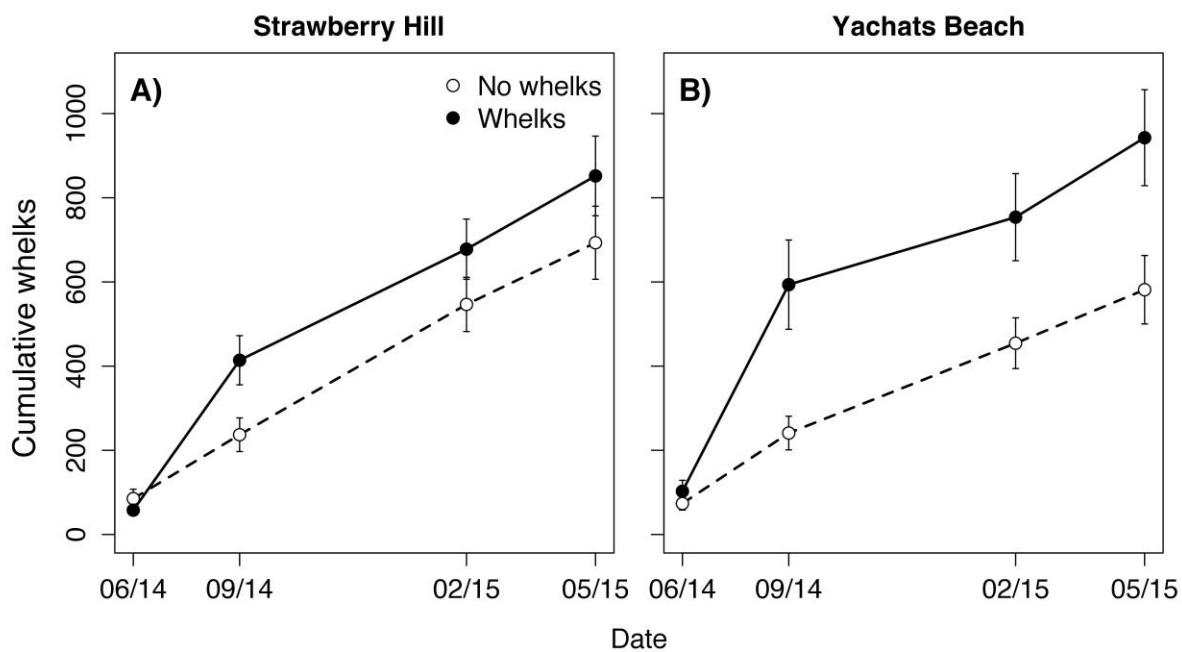 Strawberry Hill
Yachats Beach
A)
No whelks
Whelks
B)
Cumulative whelks
1000
800
600
400
200
0
06/14 09/14 02/15 05/15
06/14 09/14 02/15 05/15
Date